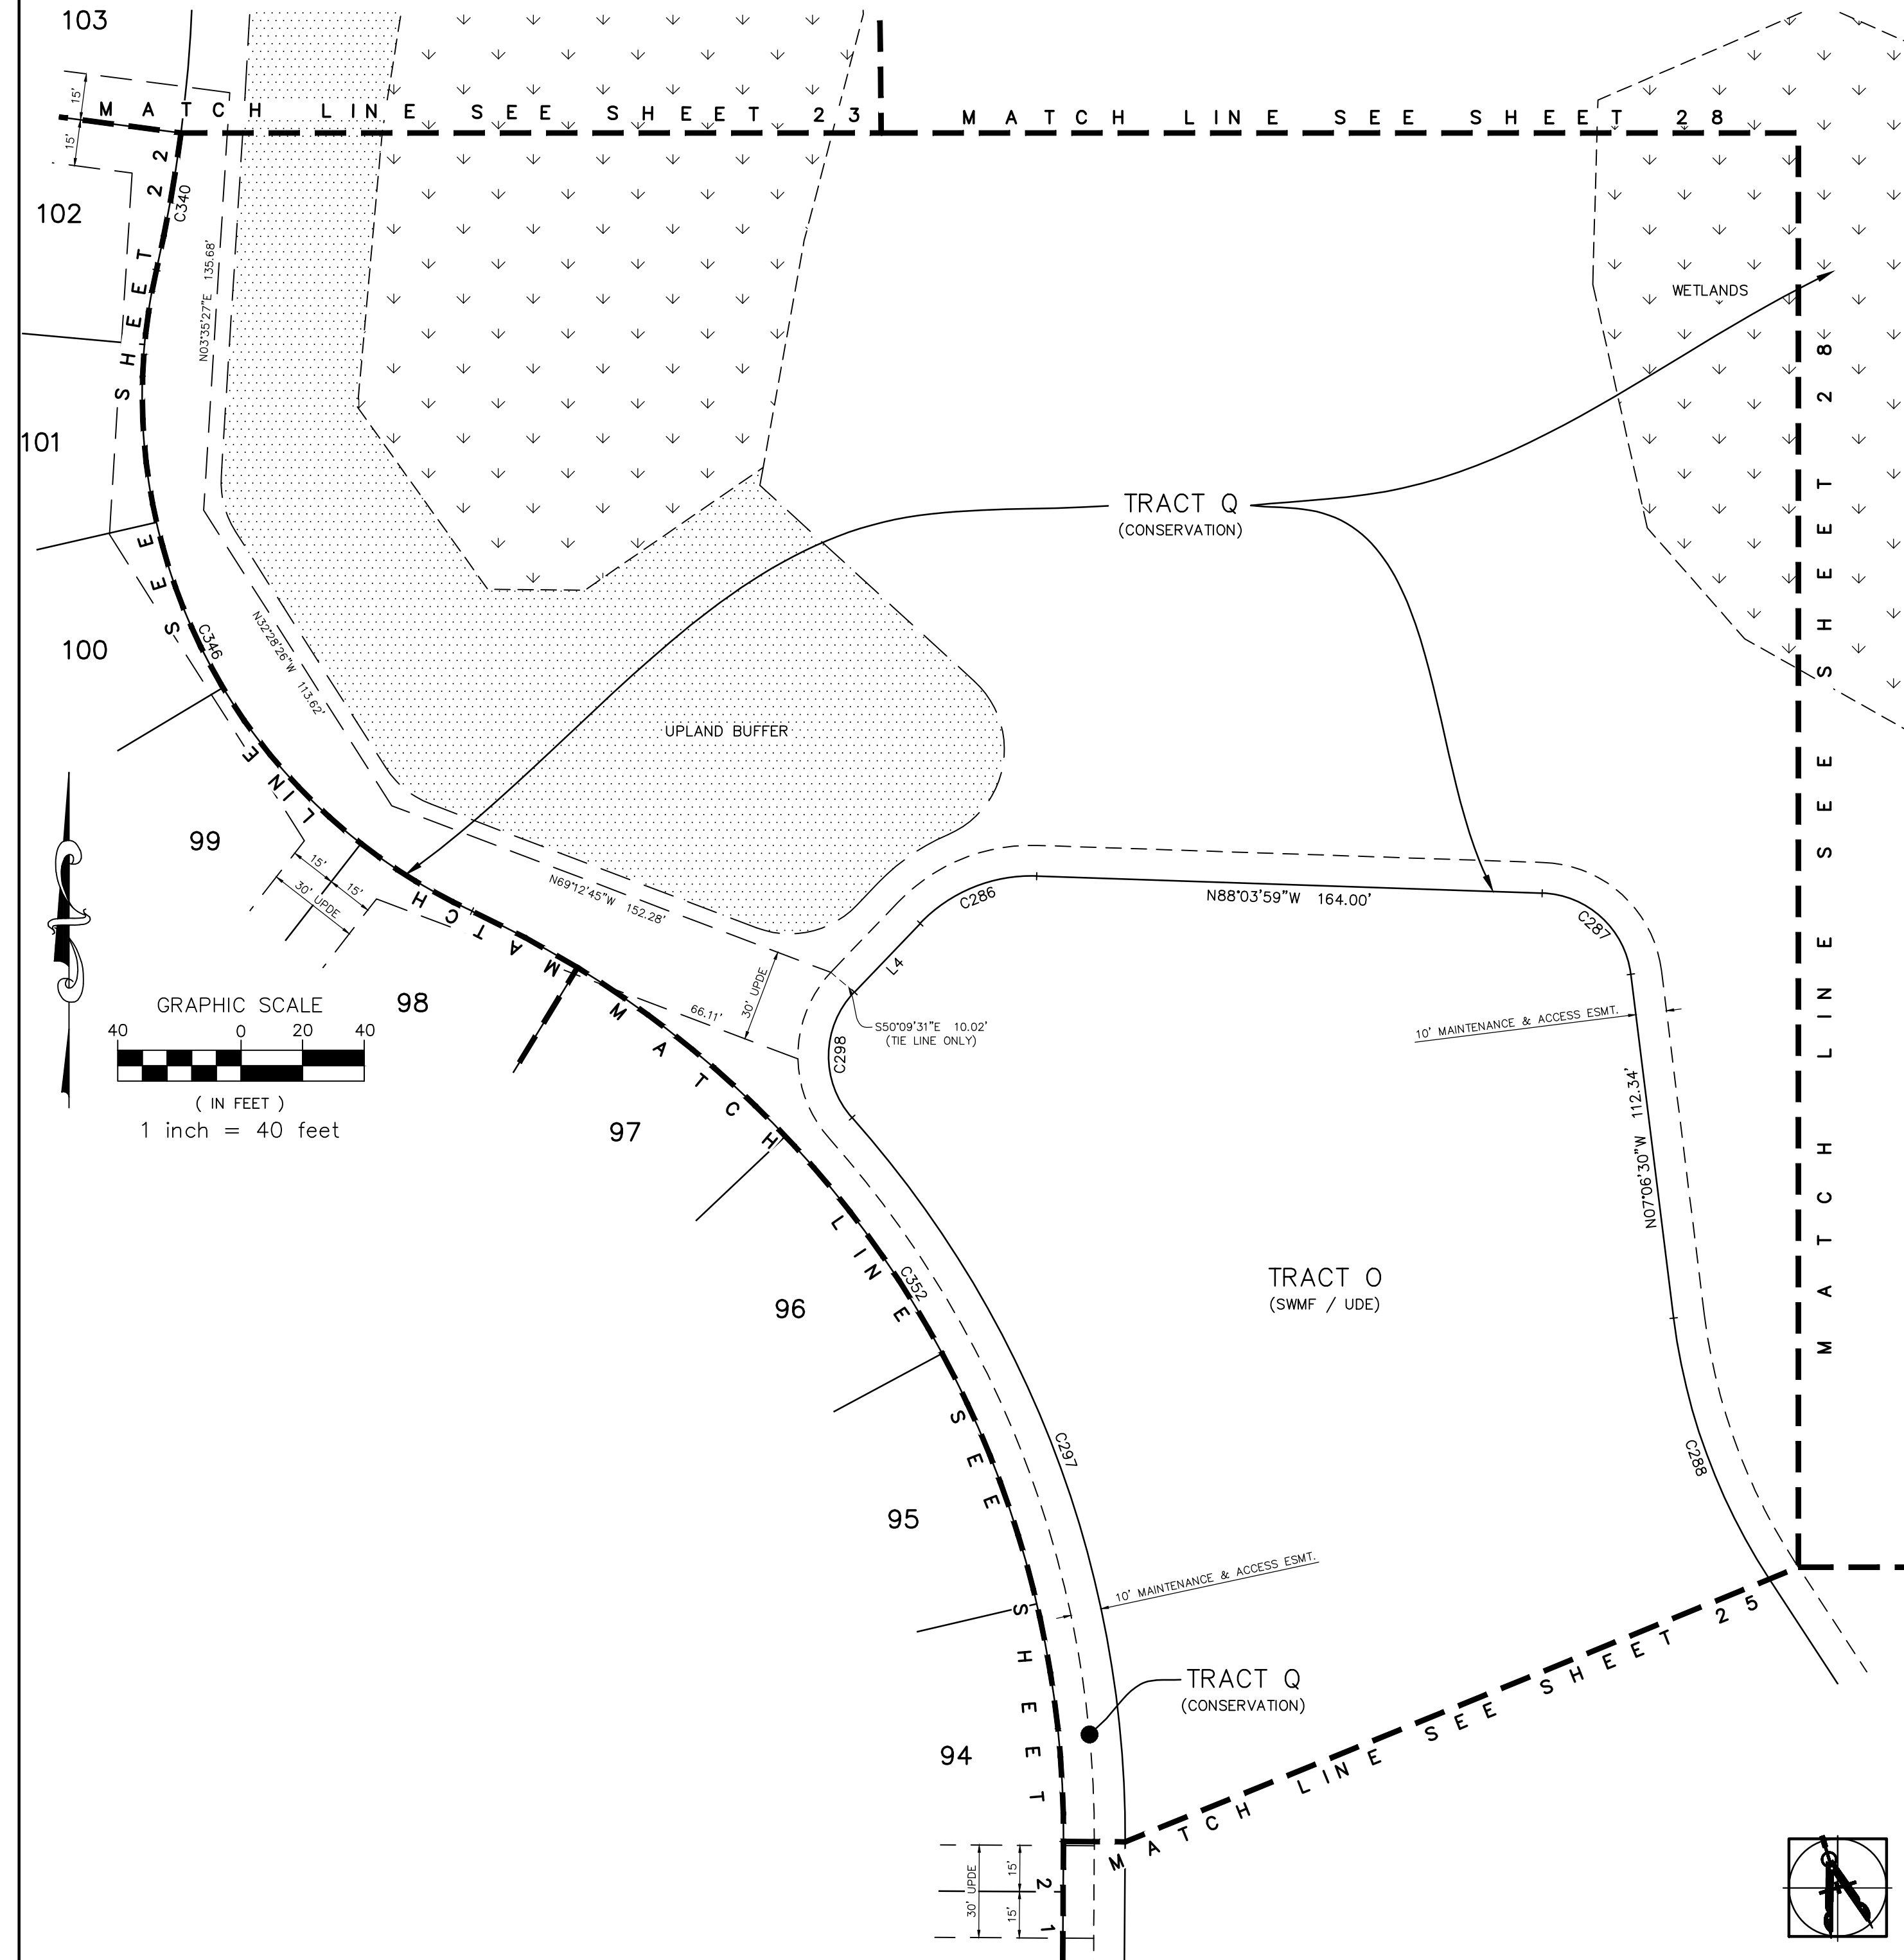 103
15'
MATCH LINE SEE SHEET 23
MATCH LINE SEE SHEET 28
15'
MATCH LINE SEE SHEET 22
C340
102
N03°35'27"E 135.68'
WETLANDS
101
TRACT Q
(CONSERVATION)
MATCH LINE SEE SHEET 28
100
C346
N32°28'26"W 113.62'
UPLAND BUFFER
99
15'
15'
30' UPDE
N69°12'45"W 152.28'
C286
N88°03'59"W 164.00'
C287
L4
98
66.11'
30' UPDE
S50°09'31"E 10.02'
(TIE LINE ONLY)
10' MAINTENANCE & ACCESS ESMT.
GRAPHIC SCALE
40 0 20 40
( IN FEET )
1 inch = 40 feet
C298
MATCH LINE SEE SHEET 21
97
N07°06'30"W 112.34'
C352
96
TRACT O
(SWMF / UDE)
C297
C288
95
10' MAINTENANCE & ACCESS ESMT.
TRACT Q
(CONSERVATION)
94
MATCH LINE SEE SHEET 25
30' UPDE
15'
15'